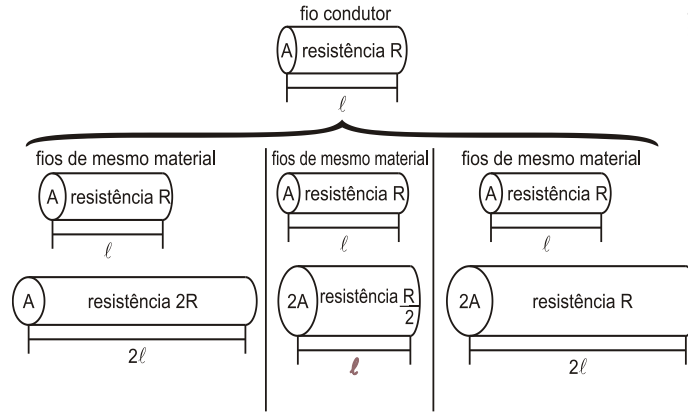 fio condutor
A resistência R
ℓ
fios de mesmo material
A resistência R
ℓ
A resistência 2R
2ℓ
fios de mesmo material
A resistência R
ℓ
2A resistência R/2
ℓ
fios de mesmo material
A resistência R
ℓ
2A resistência R
2ℓ